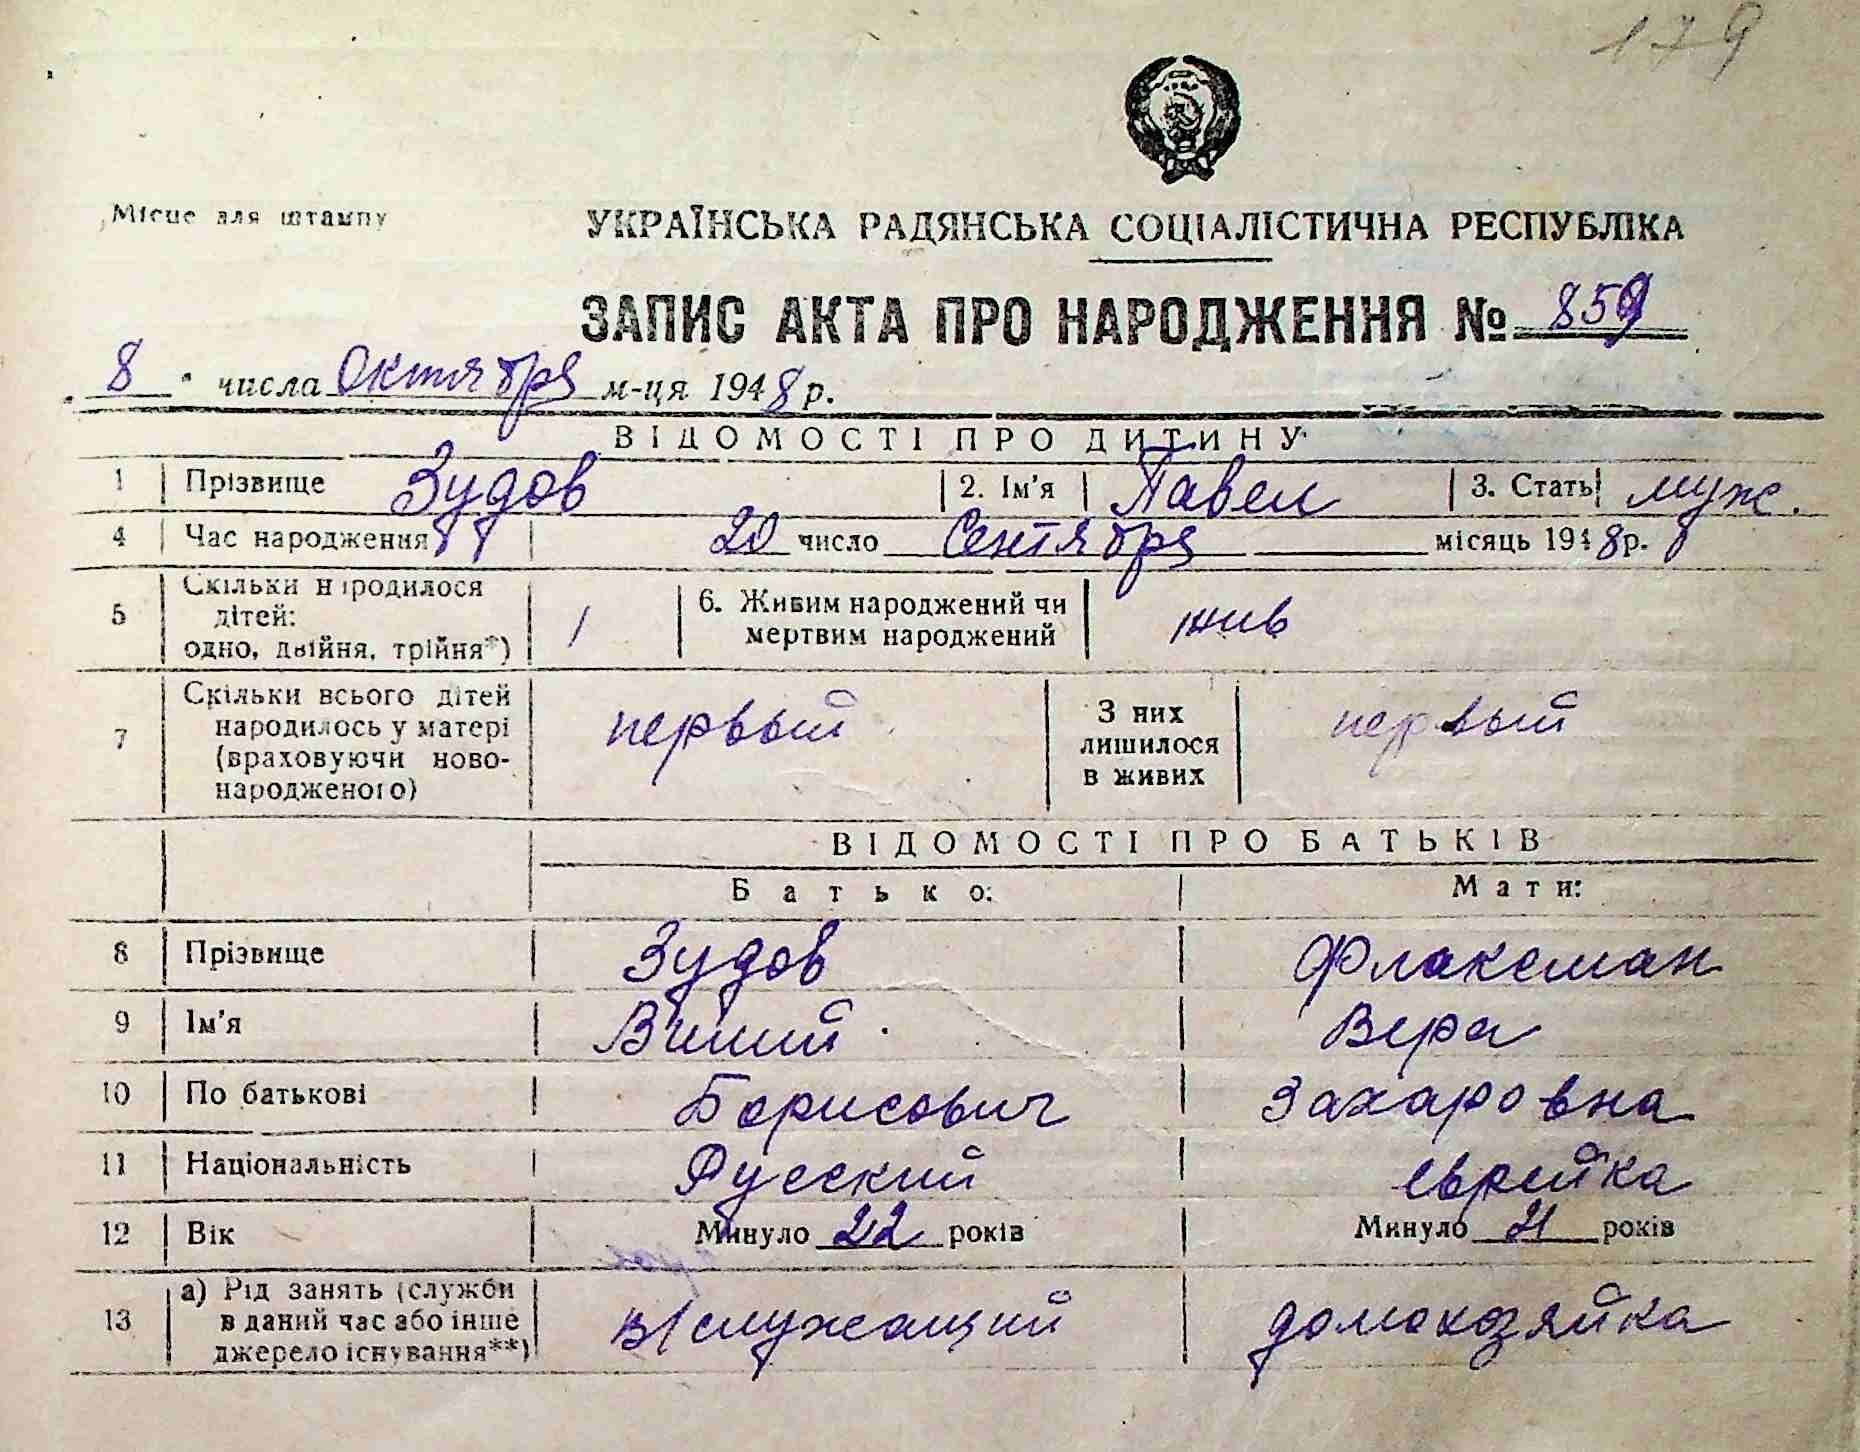 179
Місце для штампу
УКРАЇНСЬКА РАДЯНСЬКА СОЦІАЛІСТИЧНА РЕСПУБЛІКА
ЗАПИС АКТА ПРО НАРОДЖЕННЯ № 859
8 числа Октября м-ця 1948 р.
ВІДОМОСТІ ПРО ДИТИНУ
1 Прізвище Зудов 2. Ім'я Павел 3. Стать муж.
4 Час народження 20 число Сентября місяць 1948 р.
5 Скільки народилося дітей: одно, двійня, трійня*) 1 6. Живим народжений чи мертвим народжений жив
7 Скільки всього дітей народилось у матері (враховуючи новонародженого) первый З них лишилося в живих первый
ВІДОМОСТІ ПРО БАТЬКІВ
Батько: Мати:
8 Прізвище Зудов Флаксман
9 Ім'я Вера
10 По батькові Борисович Захаровна
11 Національність Русский еврейка
12 Вік Минуло 22 років Минуло 21 років
13 а) Рід занять (служби в даний час або інше джерело існування**) в/служащий домохозяйка